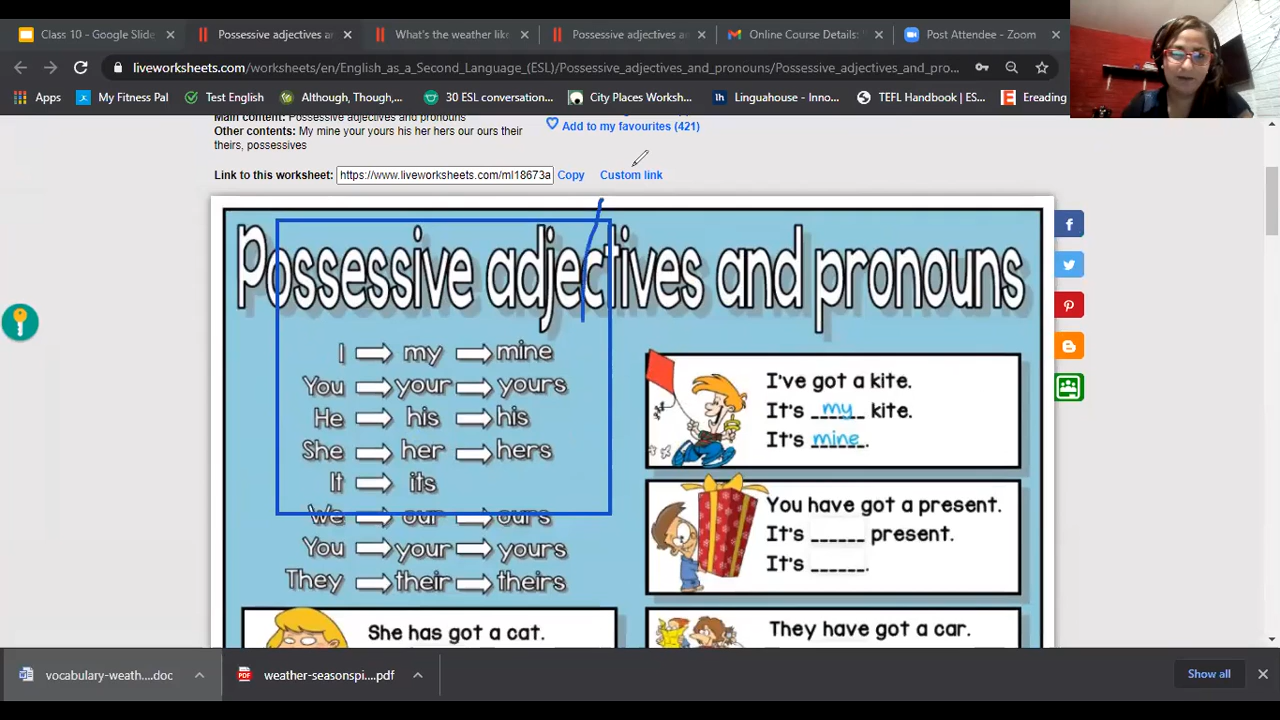 Class 10 - Google Slide
Possessive adjectives an
What's the weather like
Possessive adjectives an
Online Course Details:
Post Attendee - Zoom
liveworksheets.com/worksheets/en/English_as_a_Second_Language_(ESL)/Possessive_adjectives_and_pronouns/Possessive_adjectives_and_pro...
Apps
My Fitness Pal
Test English
Although, Though,...
30 ESL conversation...
City Places Worksh...
Linguahouse - Inno...
TEFL Handbook | ES...
Ereading
Main content: Possessive adjectives and pronouns
Other contents: My mine your yours his her hers our ours their
theirs, possessives
Add to my favourites (421)
Link to this worksheet: https://www.liveworksheets.com/ml18673a Copy Custom link
Possessive adjectives and pronouns
I my mine
You your yours
He his his
She her hers
It its
We our ours
You your yours
They their theirs
I've got a kite.
It's my kite.
It's mine.
You have got a present.
It's ______ present.
It's ______.
She has got a cat.
They have got a car.
vocabulary-weath....doc
weather-seasonspi....pdf
Show all